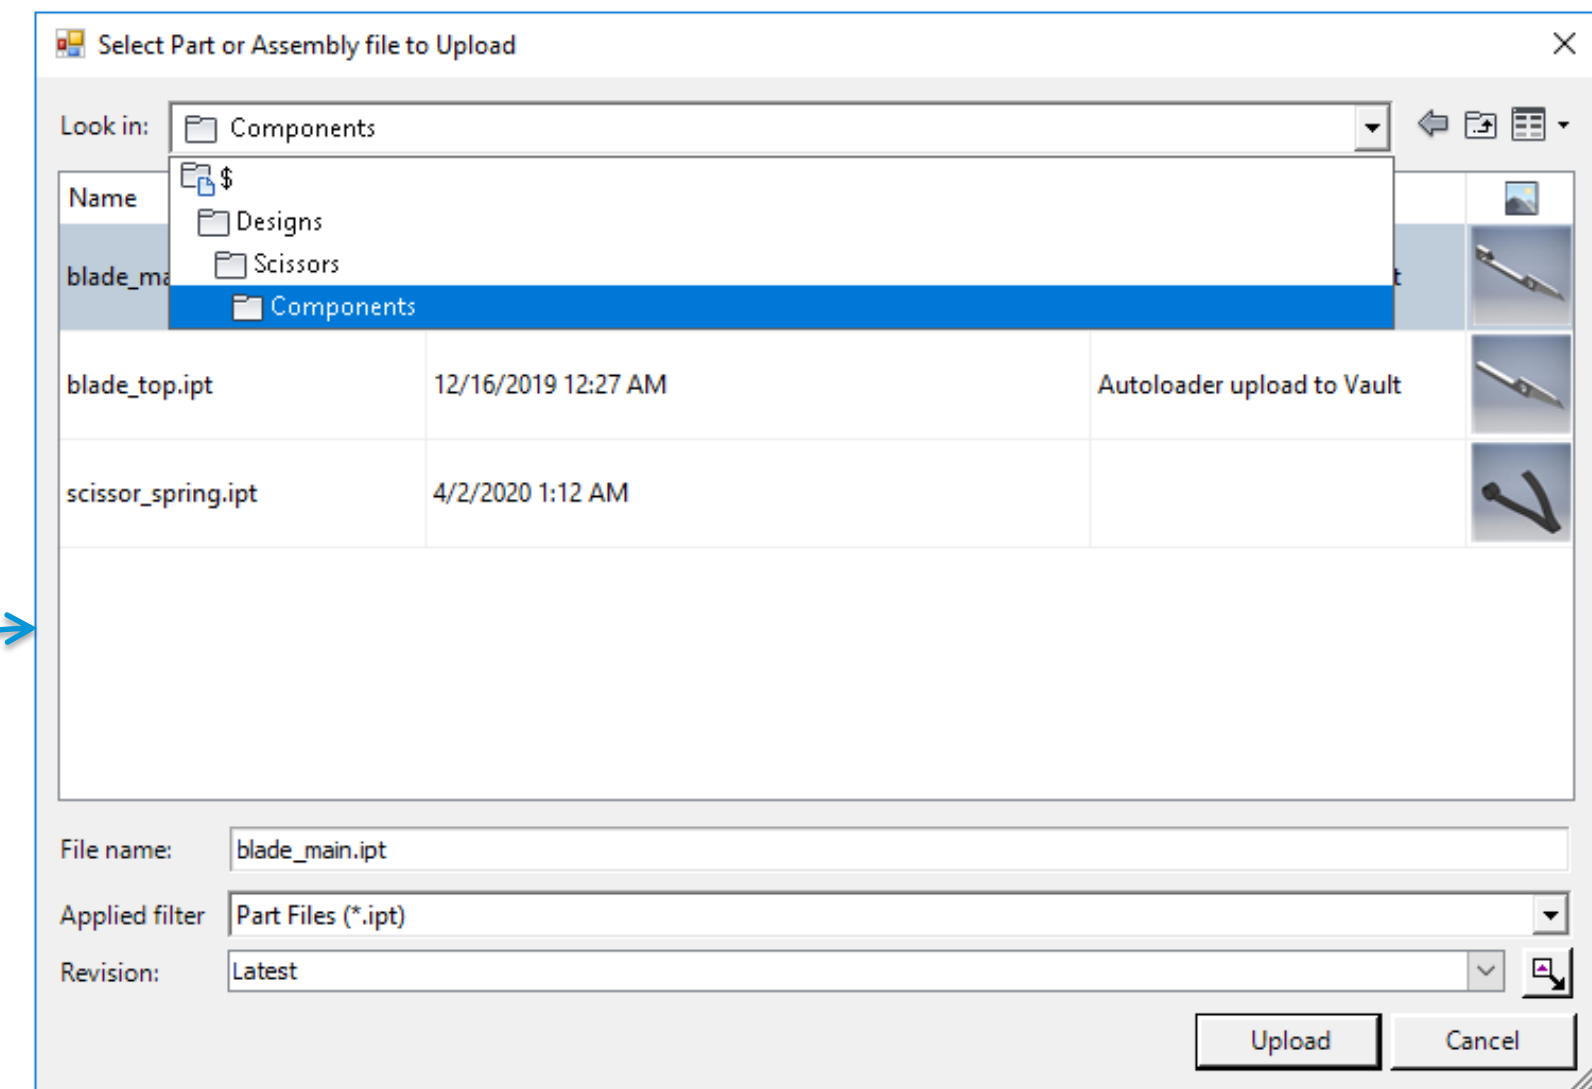 Select Part or Assembly file to Upload
Look in: Components
$
Name
Designs
Scissors
blade_ma t
Components
blade_top.ipt 12/16/2019 12:27 AM Autoloader upload to Vault
scissor_spring.ipt 4/2/2020 1:12 AM
File name: blade_main.ipt
Applied filter Part Files (*.ipt)
Revision: Latest
Upload Cancel